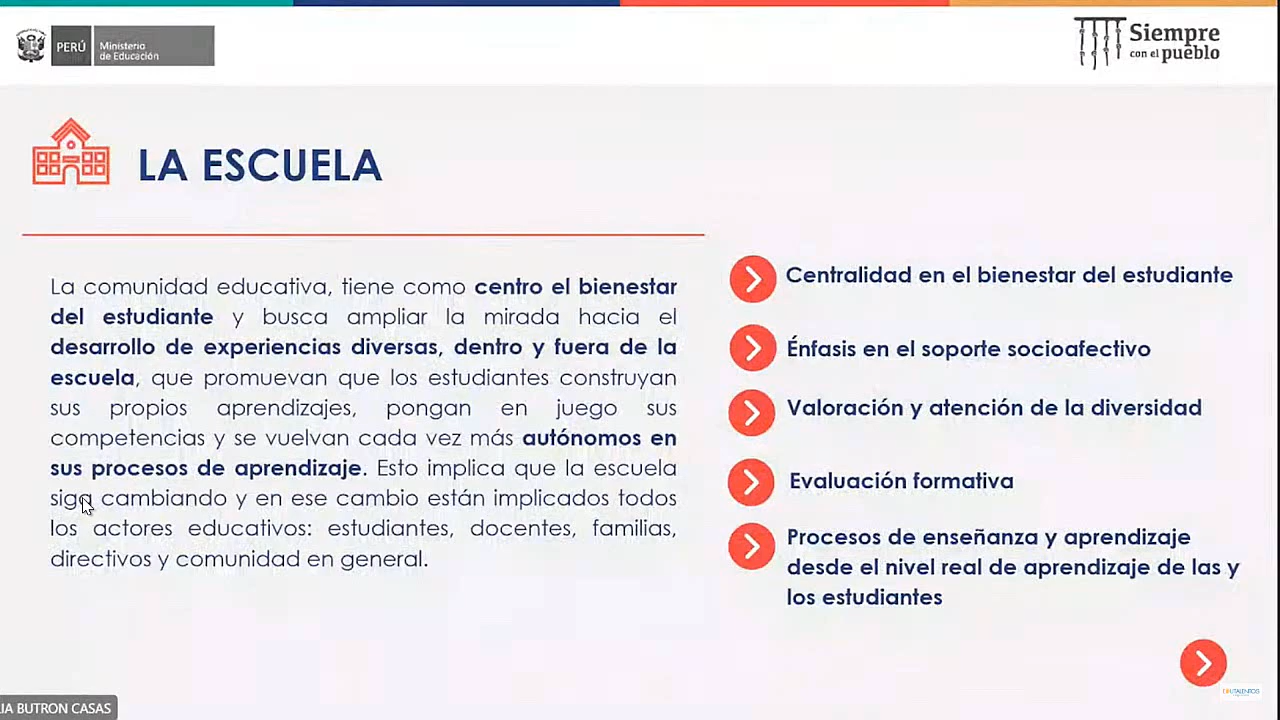 PERÚ
Ministerio
de Educación
Siempre
con el pueblo
LA ESCUELA
La comunidad educativa, tiene como centro el bienestar
del estudiante y busca ampliar la mirada hacia el
desarrollo de experiencias diversas, dentro y fuera de la
escuela, que promuevan que los estudiantes construyan
sus propios aprendizajes, pongan en juego sus
competencias y se vuelvan cada vez más autónomos en
sus procesos de aprendizaje. Esto implica que la escuela
siga cambiando y en ese cambio están implicados todos
los actores educativos: estudiantes, docentes, familias,
directivos y comunidad en general.
Centralidad en el bienestar del estudiante
Énfasis en el soporte socioafectivo
Valoración y atención de la diversidad
Evaluación formativa
Procesos de enseñanza y aprendizaje
desde el nivel real de aprendizaje de las y
los estudiantes
BUTRON CASAS